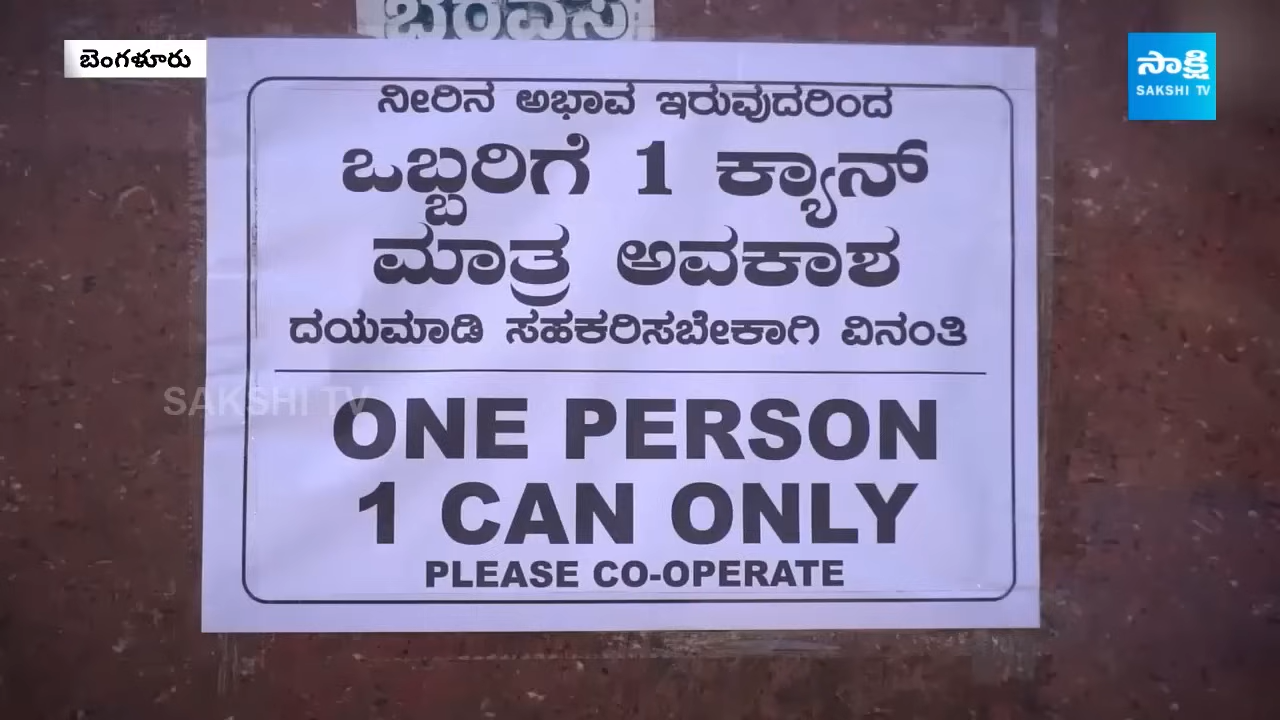 బెంగళూరు
సాక్షి
SAKSHI TV
ನೀರಿನ ಅಭಾವ ಇರುವುದರಿಂದ
ಒಬ್ಬರಿಗೆ 1 ಕ್ಯಾನ್
ಮಾತ್ರ ಅವಕಾಶ
ದಯಮಾಡಿ ಸಹಕರಿಸಬೇಕಾಗಿ ವಿನಂತಿ
SAKSHI TV
ONE PERSON
1 CAN ONLY
PLEASE CO-OPERATE